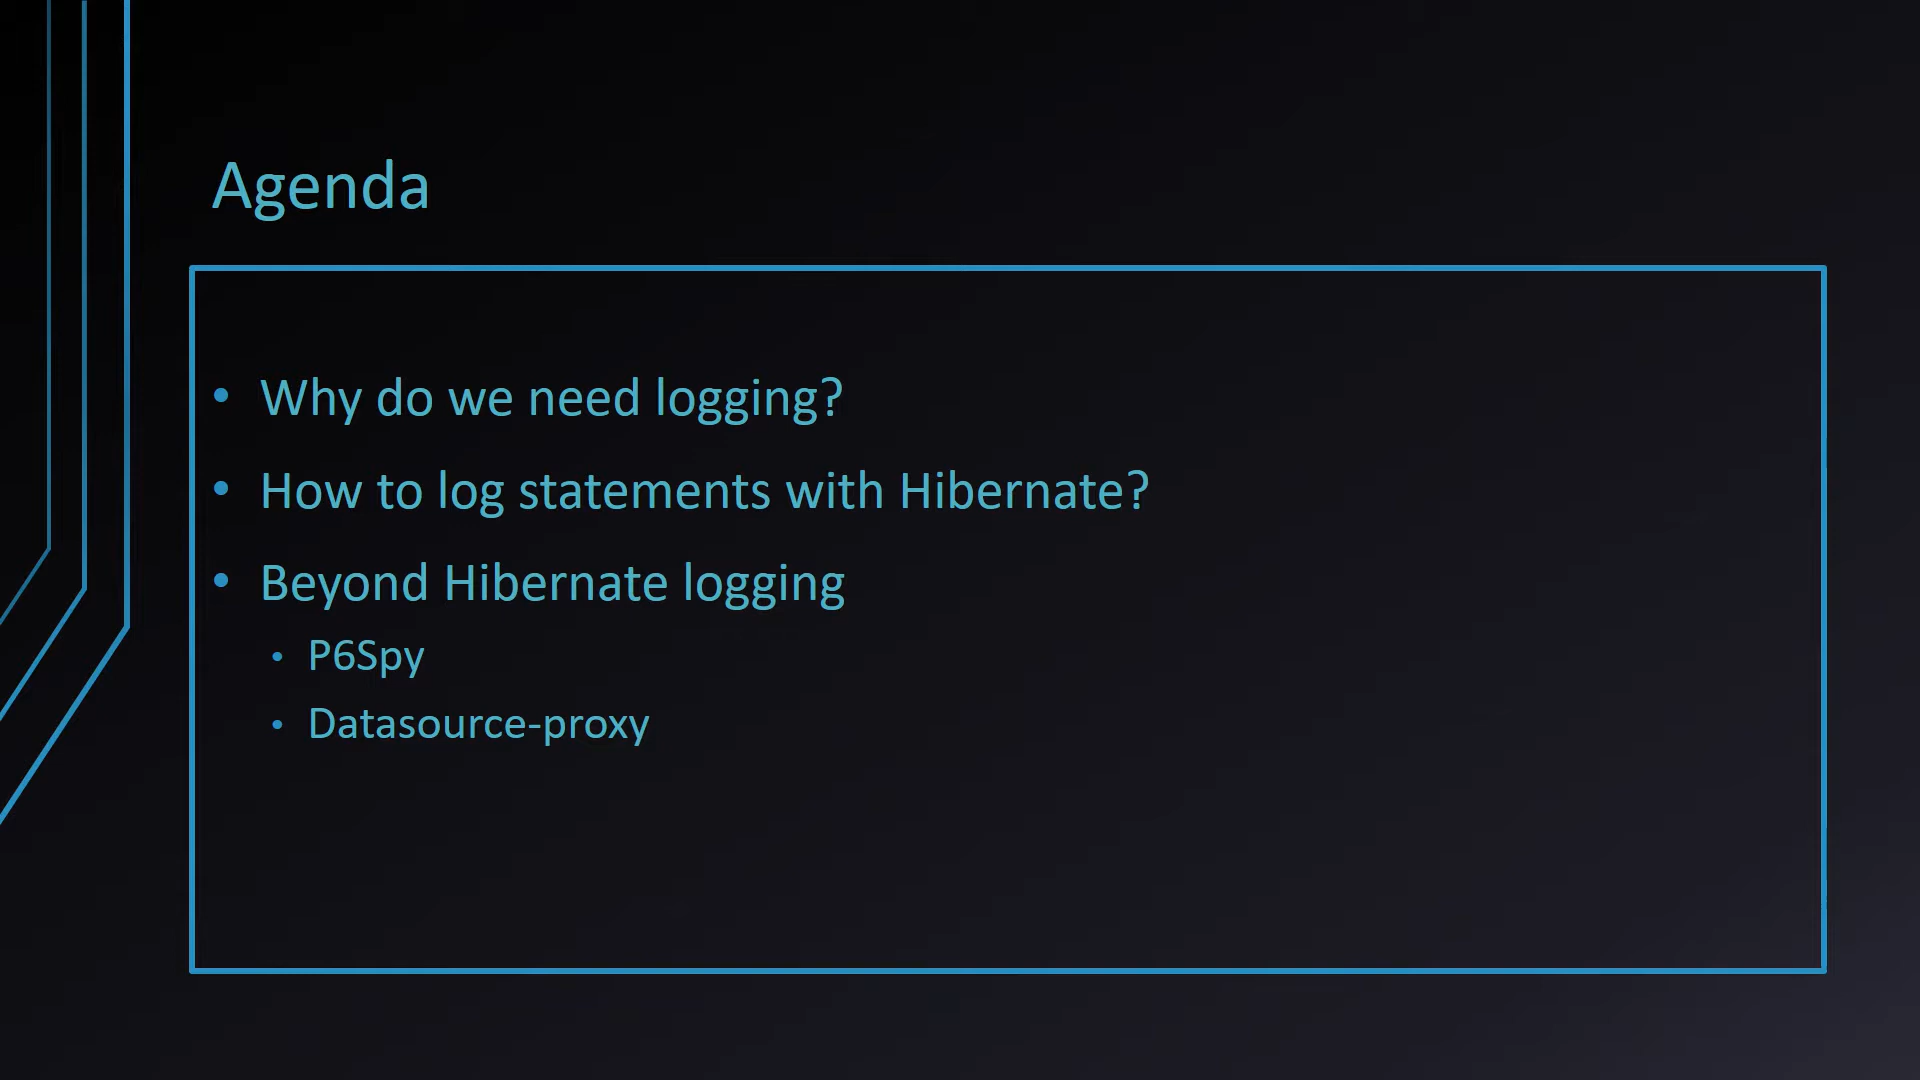 Agenda
• Why do we need logging?
• How to log statements with Hibernate?
• Beyond Hibernate logging
• P6Spy
• Datasource-proxy